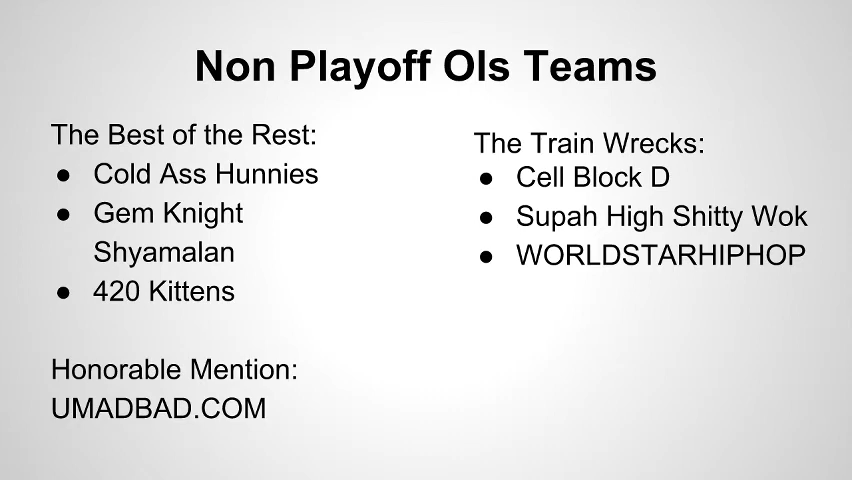 Non Playoff Ols Teams
The Best of the Rest:
● Cold Ass Hunnies
● Gem Knight
Shyamalan
● 420 Kittens
Honorable Mention:
UMADBAD.COM
The Train Wrecks:
● Cell Block D
● Supah High Shitty Wok
● WORLDSTARHIPHOP